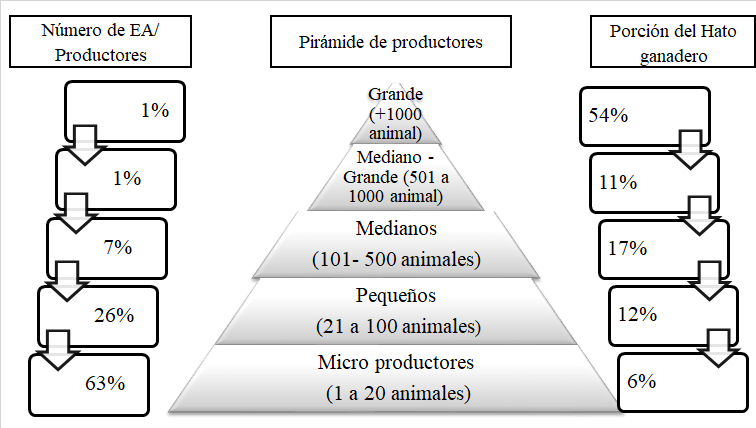 Número de EA/
Productores
Pirámide de productores
Porción del Hato
ganadero
1%
Grande
(+1000
animal)
54%
1%
Mediano -
Grande (501 a
1000 animal)
11%
7%
Medianos
(101- 500 animales)
17%
26%
Pequeños
(21 a 100 animales)
12%
63%
Micro productores
(1 a 20 animales)
6%